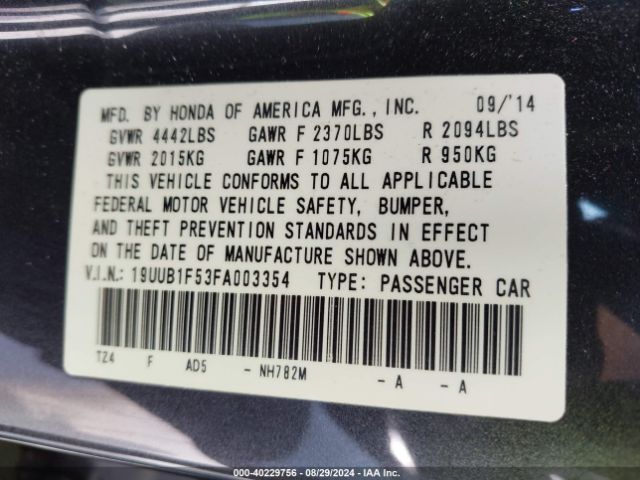 MFD. BY HONDA OF AMERICA MFG., INC. 09/'14
GVWR 4442LBS GAWR F 2370LBS R 2094LBS
GVWR 2015KG GAWR F 1075KG R 950KG
THIS VEHICLE CONFORMS TO ALL APPLICABLE
FEDERAL MOTOR VEHICLE SAFETY, BUMPER,
AND THEFT PREVENTION STANDARDS IN EFFECT
ON THE DATE OF MANUFACTURE SHOWN ABOVE.
V.I.N.: 19UUB1F53FA003354 TYPE: PASSENGER CAR
TZ4 F AD5 - NH782M - A - A
000-40229756 - 08/29/2024 - IAA Inc.